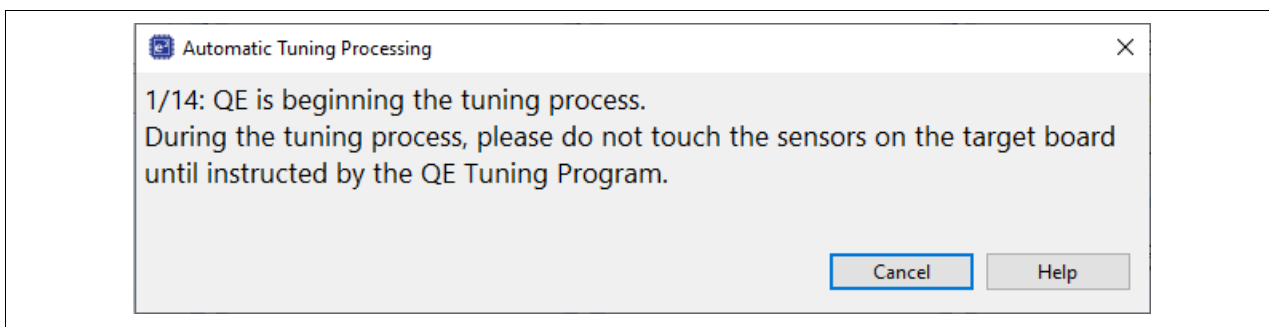 Automatic Tuning Processing
1/14: QE is beginning the tuning process.
During the tuning process, please do not touch the sensors on the target board
until instructed by the QE Tuning Program.
Cancel Help